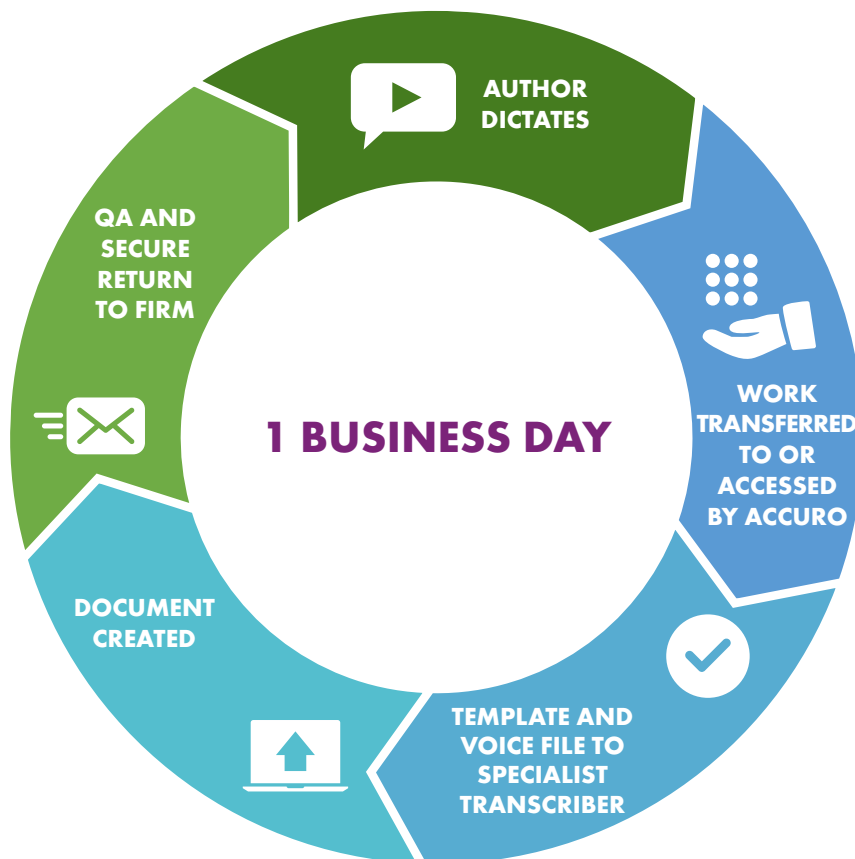 AUTHOR
DICTATES
WORK
TRANSFERRED
TO OR
ACCESSED
BY ACCURO
TEMPLATE AND
VOICE FILE TO
SPECIALIST
TRANSCRIBER
DOCUMENT
CREATED
QA AND
SECURE
RETURN
TO FIRM
1 BUSINESS DAY